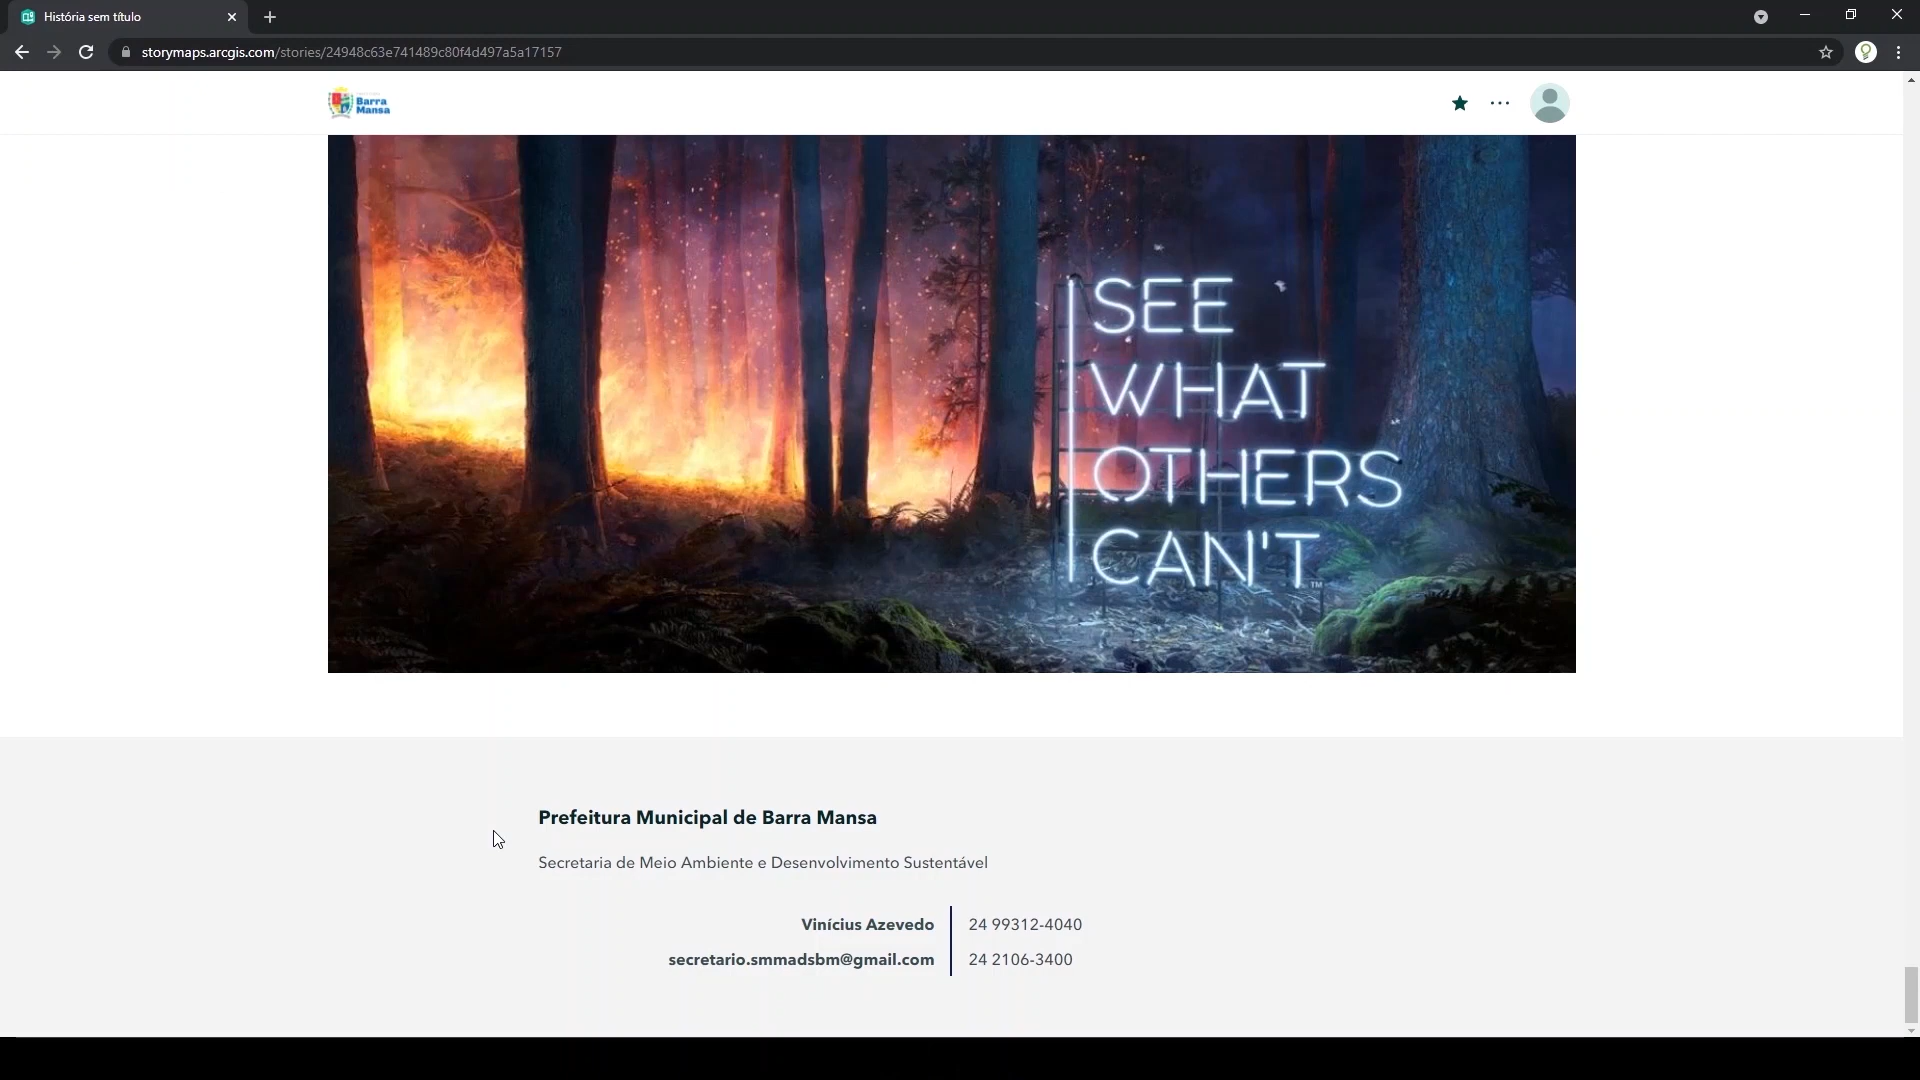 História sem título
storymaps.arcgis.com/stories/24948c63e741489c80f4d497a5a17157
Barra
Mansa
SEE
WHAT
OTHERS
CAN'T™
Prefeitura Municipal de Barra Mansa
Secretaria de Meio Ambiente e Desenvolvimento Sustentável
Vinícius Azevedo 24 99312-4040
secretario.smmadsbm@gmail.com 24 2106-3400